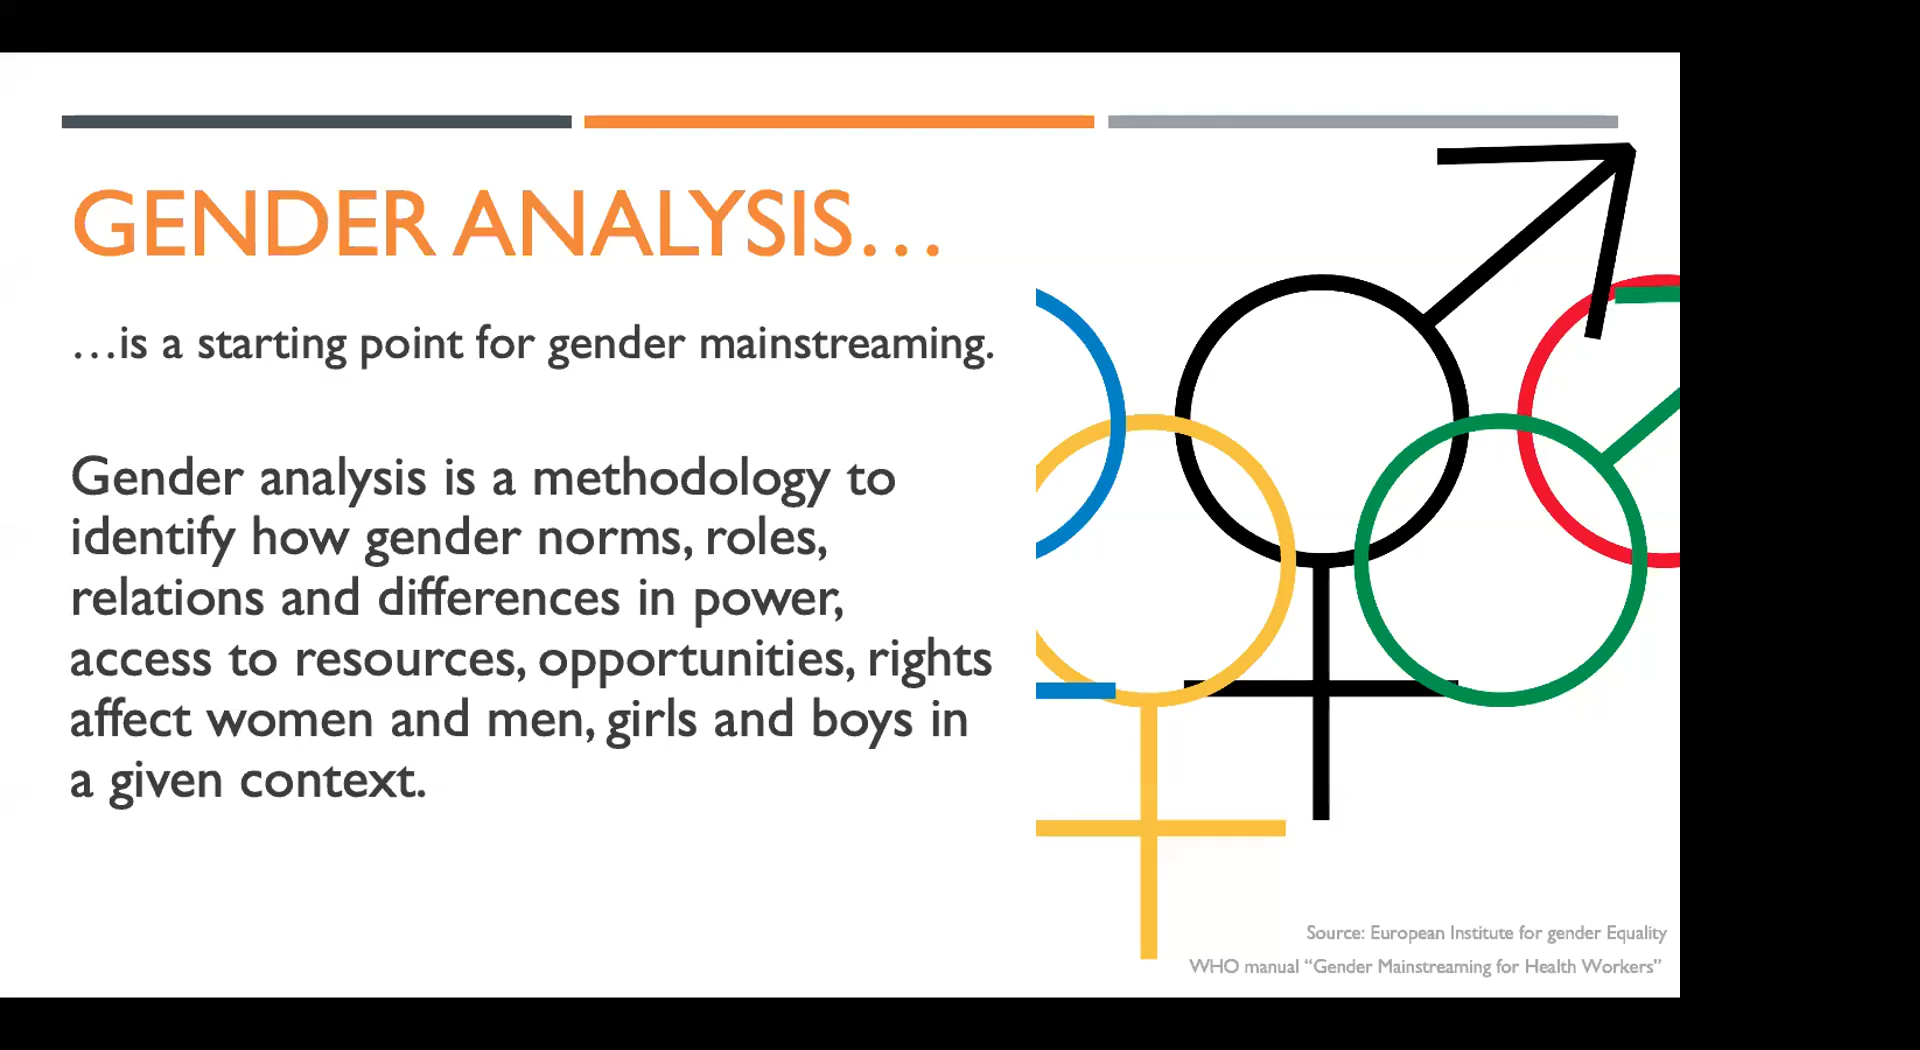 GENDER ANALYSIS...
...is a starting point for gender mainstreaming.
Gender analysis is a methodology to
identify how gender norms, roles,
relations and differences in power,
access to resources, opportunities, rights
affect women and men, girls and boys in
a given context.
Source: European Institute for gender Equality
WHO manual “Gender Mainstreaming for Health Workers”